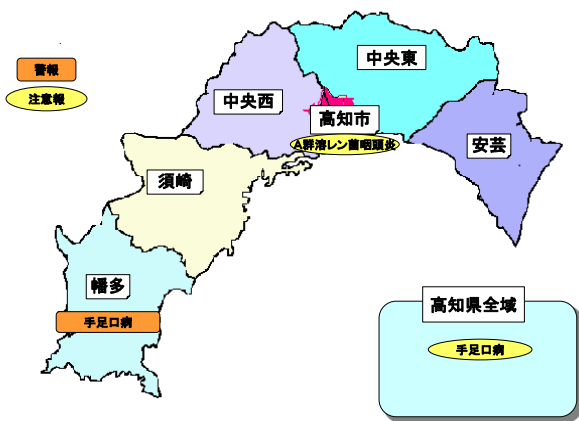 警報
注意報
中央東
中央西
高知市
A群溶レン菌咽頭炎
安芸
須崎
幡多
手足口病
高知県全域
手足口病